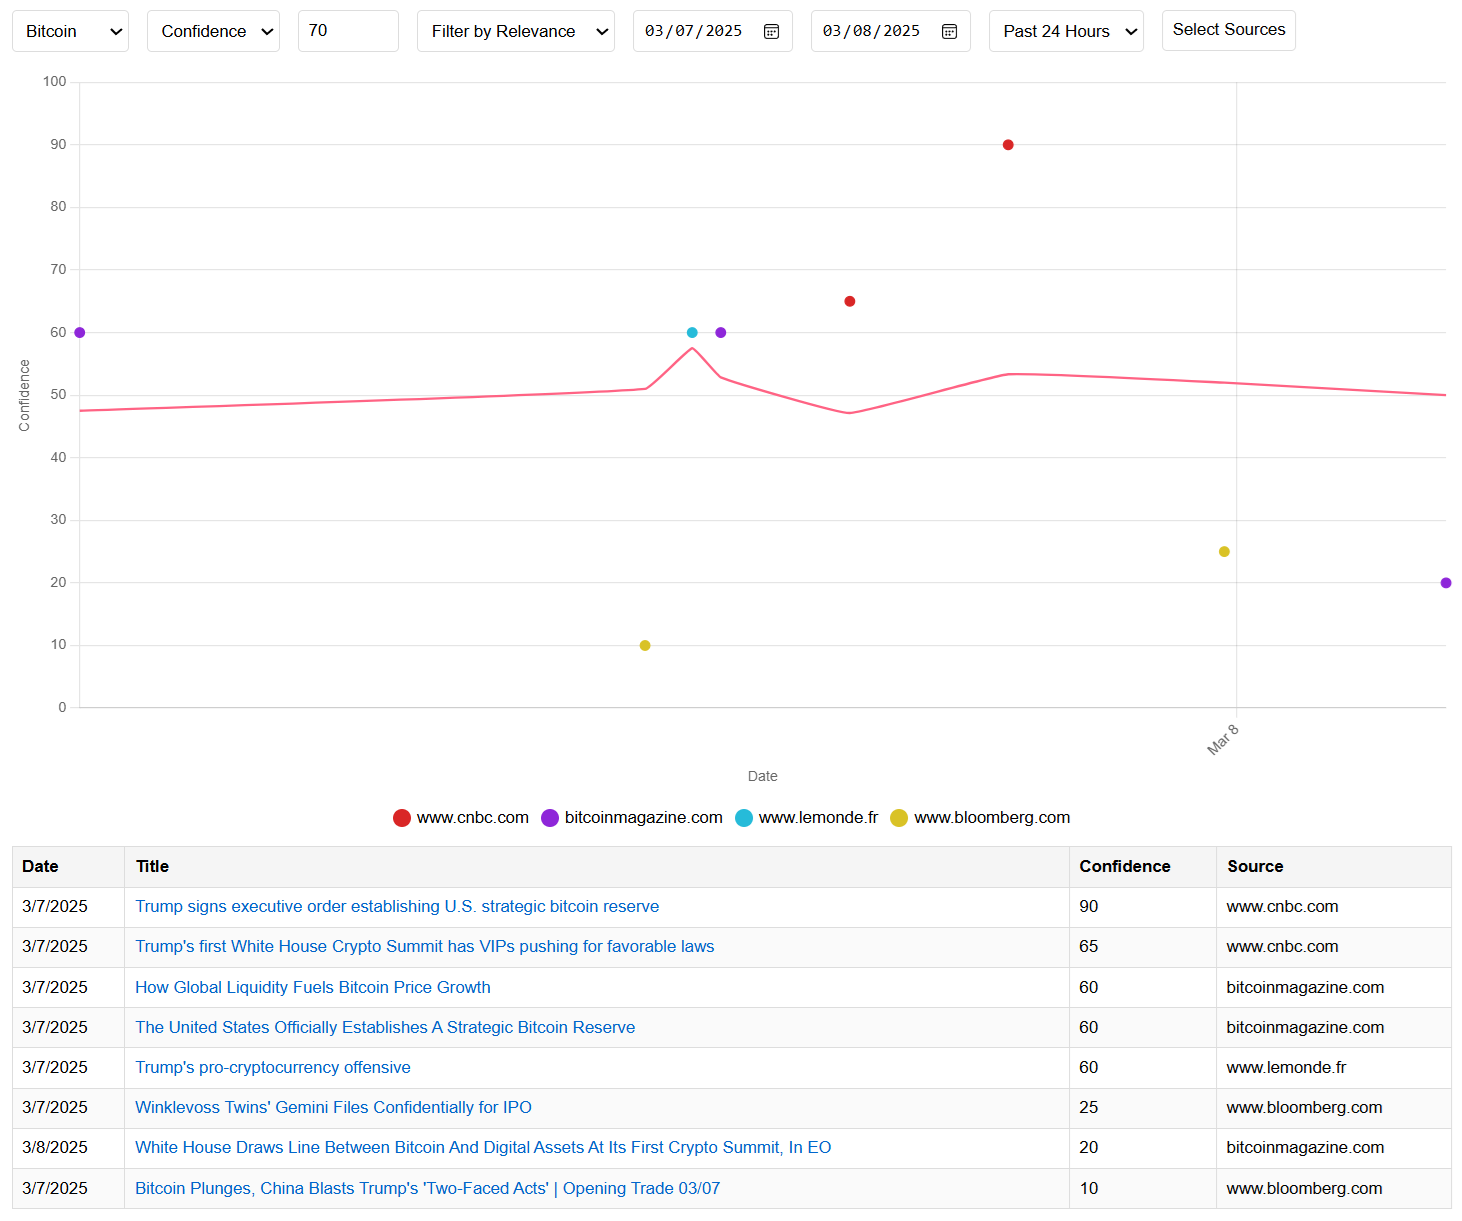 Bitcoin Confidence 70 Filter by Relevance 03/07/2025 03/08/2025 Past 24 Hours Select Sources
100
90
80
70
60
50
40
30
20
10
0
Confidence
Mar 8
Date
www.cnbc.com bitcoinmagazine.com www.lemonde.fr www.bloomberg.com
Date Title Confidence Source
3/7/2025 Trump signs executive order establishing U.S. strategic bitcoin reserve 90 www.cnbc.com
3/7/2025 Trump's first White House Crypto Summit has VIPs pushing for favorable laws 65 www.cnbc.com
3/7/2025 How Global Liquidity Fuels Bitcoin Price Growth 60 bitcoinmagazine.com
3/7/2025 The United States Officially Establishes A Strategic Bitcoin Reserve 60 bitcoinmagazine.com
3/7/2025 Trump's pro-cryptocurrency offensive 60 www.lemonde.fr
3/7/2025 Winklevoss Twins' Gemini Files Confidentially for IPO 25 www.bloomberg.com
3/8/2025 White House Draws Line Between Bitcoin And Digital Assets At Its First Crypto Summit, In EO 20 bitcoinmagazine.com
3/7/2025 Bitcoin Plunges, China Blasts Trump's 'Two-Faced Acts' | Opening Trade 03/07 10 www.bloomberg.com